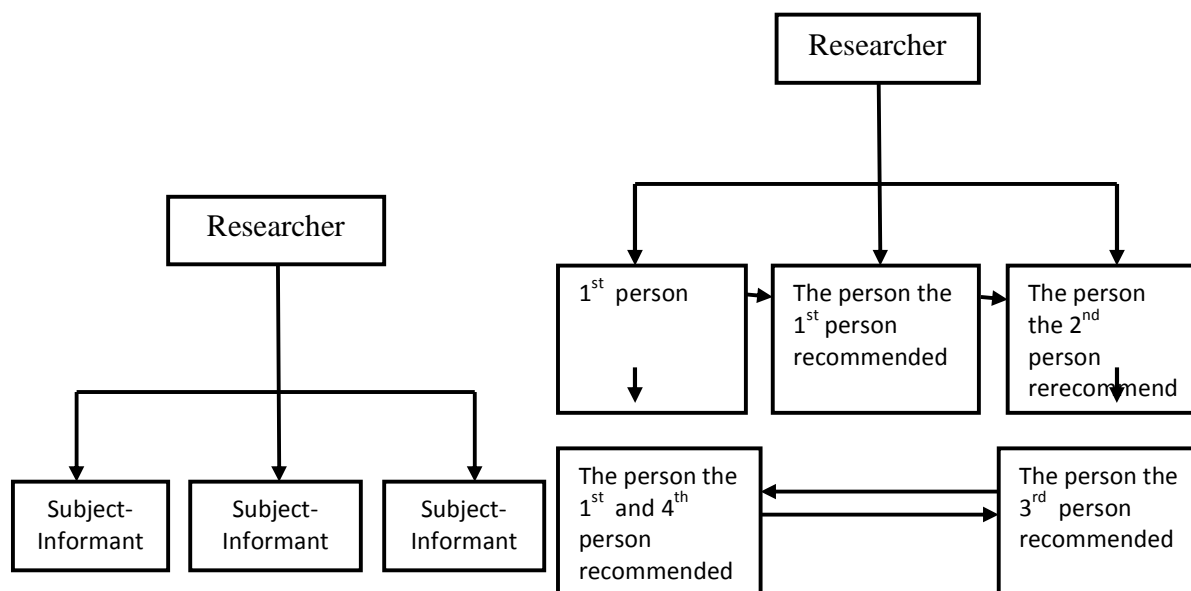 Researcher
Researcher
1st person
The person the
1st person
recommended
The person
the 2nd
person
rerecommend
Subject-
Informant
Subject-
Informant
Subject-
Informant
The person the
1st and 4th
person
recommended
The person the
3rd person
recommended